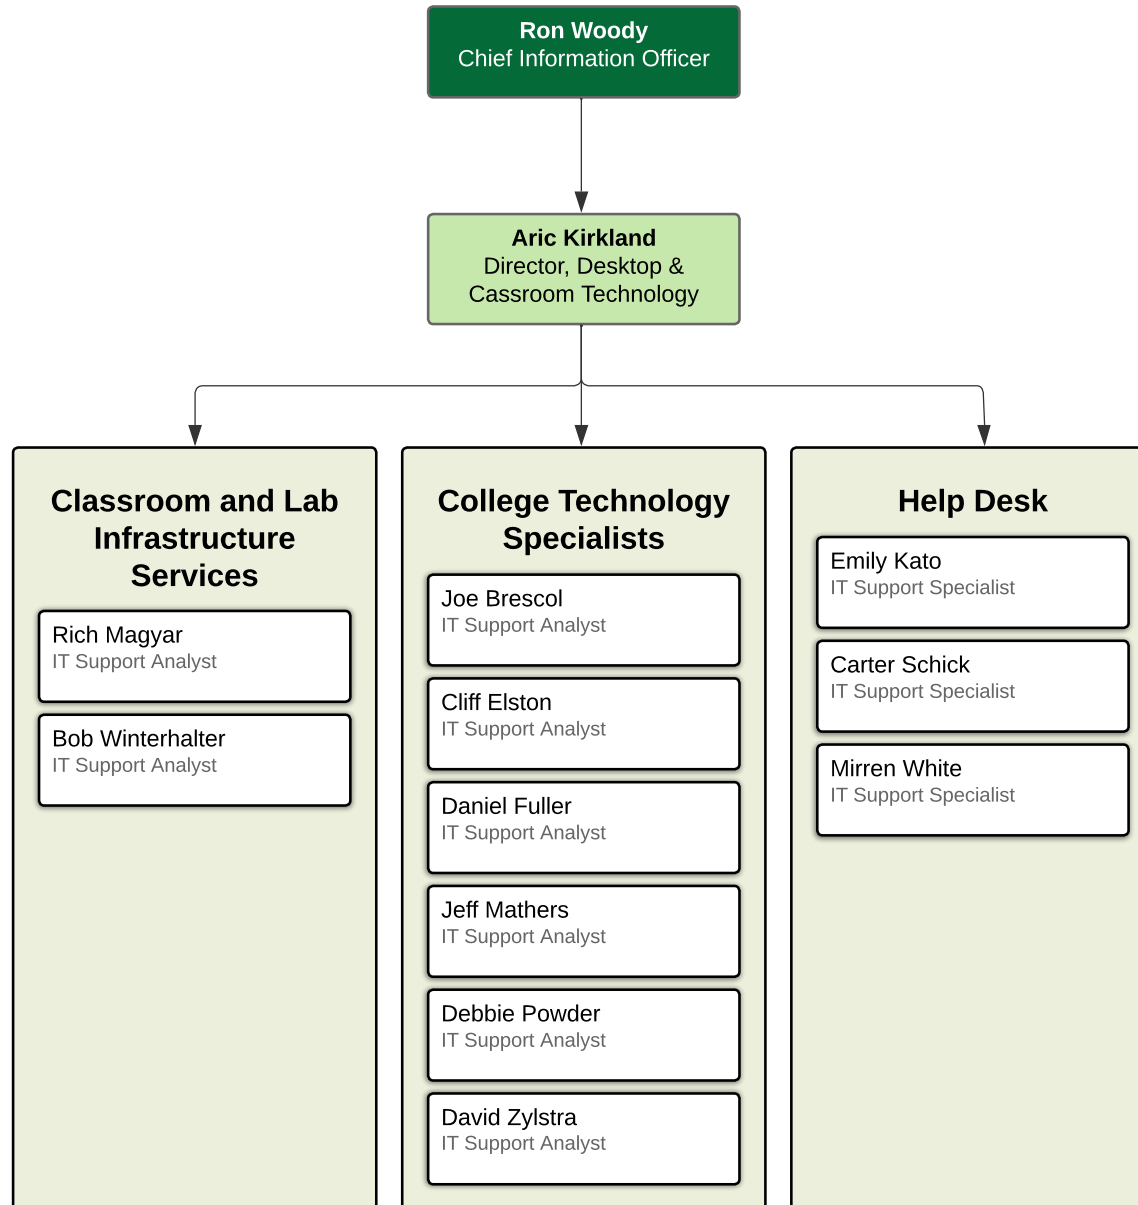 Ron Woody
Chief Information Officer
Aric Kirkland
Director, Desktop &
Cassroom Technology
Classroom and Lab
Infrastructure
Services
Rich Magyar
IT Support Analyst
Bob Winterhalter
IT Support Analyst
College Technology
Specialists
Joe Brescol
IT Support Analyst
Cliff Elston
IT Support Analyst
Daniel Fuller
IT Support Analyst
Jeff Mathers
IT Support Analyst
Debbie Powder
IT Support Analyst
David Zylstra
IT Support Analyst
Help Desk
Emily Kato
IT Support Specialist
Carter Schick
IT Support Specialist
Mirren White
IT Support Specialist